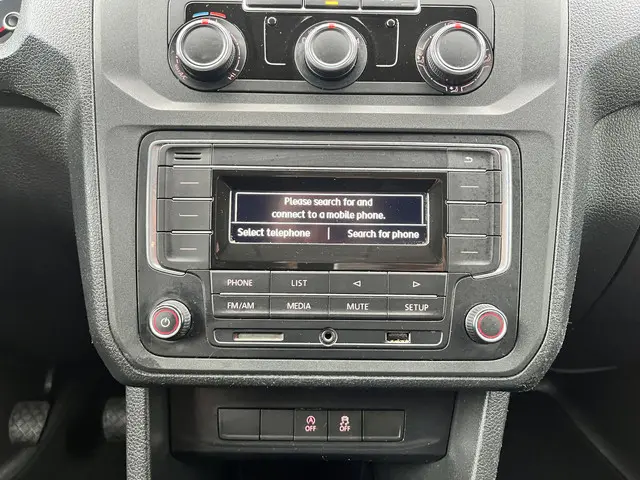 HI
Please search for and
connect to a mobile phone.
Select telephone | Search for phone
PHONE LIST
FM/AM MEDIA MUTE SETUP
OFF OFF